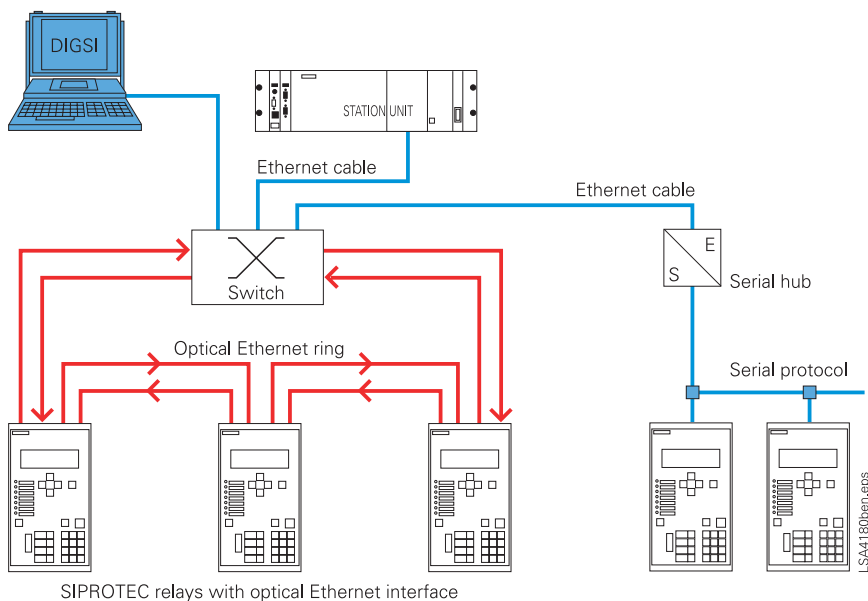 DIGSI
STATION UNIT
Ethernet cable
Ethernet cable
E
S
Switch
Serial hub
Optical Ethernet ring
Serial protocol
LSA4180ben.eps
SIPROTEC relays with optical Ethernet interface